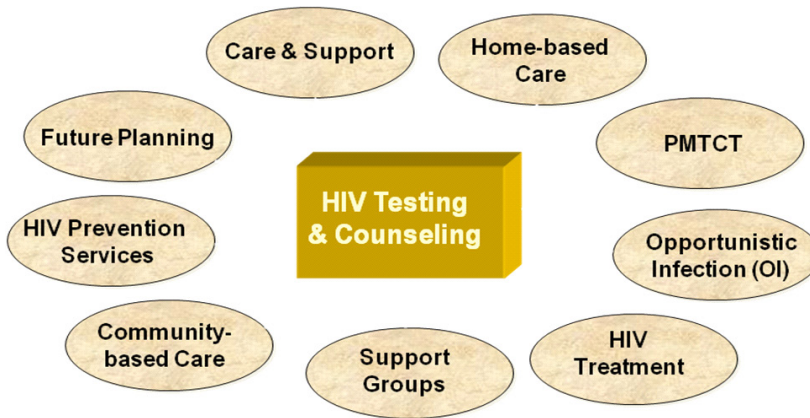 Care & Support
Home-based
Care
Future Planning
PMTCT
HIV Testing
& Counseling
HIV Prevention
Services
Opportunistic
Infection (OI)
Community-
based Care
Support
Groups
HIV
Treatment